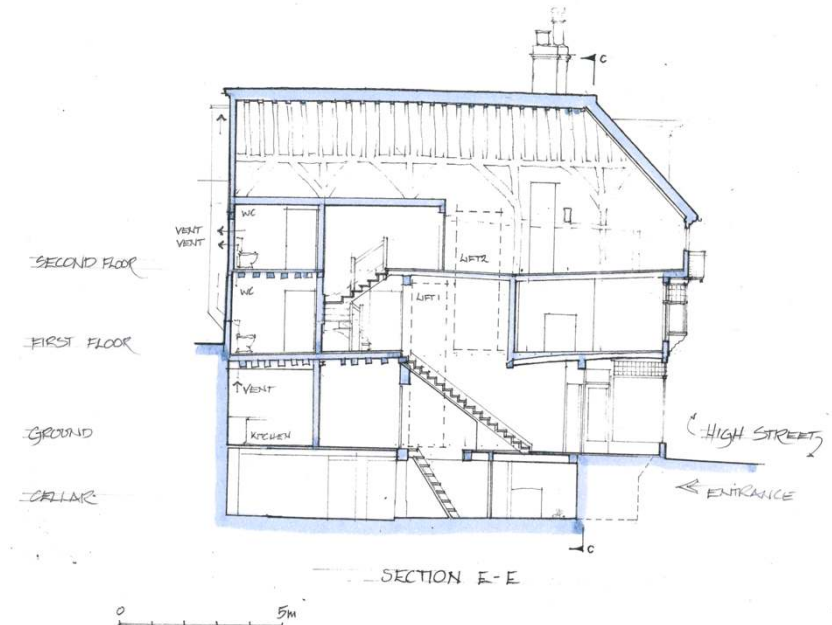 C
WC
VENT
VENT
SECOND FLOOR
LIFT 2
WC
LIFT 1
FIRST FLOOR
VENT
GROUND
KITCHEN
HIGH STREET
CELLAR
ENTRANCE
C
SECTION E-E
0 5m